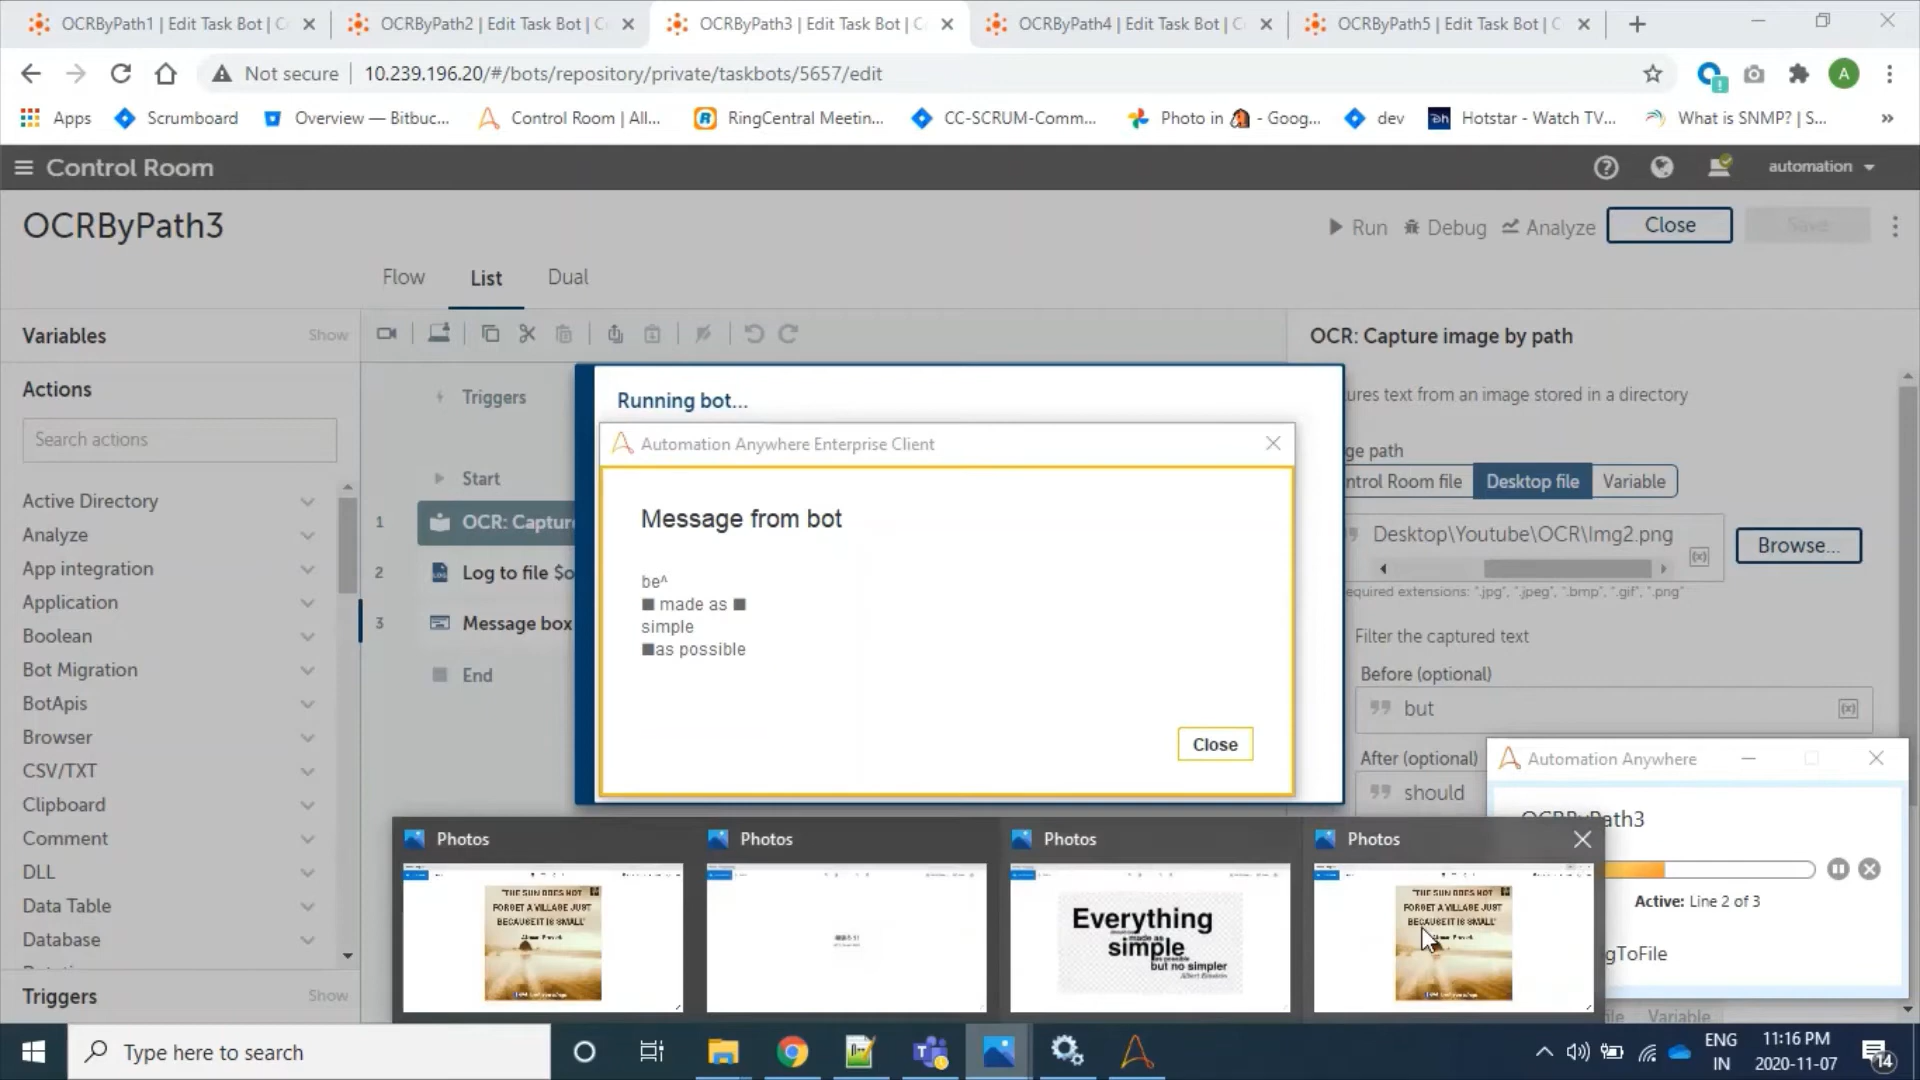 OCRByPath1 | Edit Task Bot | C
OCRByPath2 | Edit Task Bot | C
OCRByPath3 | Edit Task Bot | C
OCRByPath4 | Edit Task Bot | C
OCRByPath5 | Edit Task Bot | C
Not secure
10.239.196.20/#/bots/repository/private/taskbots/5657/edit
A
Apps
Scrumboard
Overview — Bitbuc...
Control Room | All...
RingCentral Meetin...
CC-SCRUM-Comm...
Photo in - Goog...
dev
Hotstar - Watch TV...
What is SNMP? | S...
»
Control Room
automation
OCRByPath3
Run
Debug
Analyze
Close
Save
Flow
List
Dual
Variables
Show
Actions
Search actions
Active Directory
Analyze
App integration
Application
Boolean
Bot Migration
BotApis
Browser
CSV/TXT
Clipboard
Comment
DLL
Data Table
Database
Triggers
Show
Triggers
Start
1
OCR: Captur
2
Log to file $o
3
Message box
End
OCR: Capture image by path
ures text from an image stored in a directory
ge path
ntrol Room file
Desktop file
Variable
Desktop\Youtube\OCR\Img2.png
Browse...
equired extensions: ".jpg", ".jpeg", ".bmp", ".gif", ".png"
Filter the captured text
Before (optional)
but
After (optional)
should
Running bot...
Automation Anywhere Enterprise Client
Message from bot
be^
■ made as ■
simple
■as possible
Close
Automation Anywhere
OCRByPath3
Active: Line 2 of 3
gToFile
ile
Variable
Photos
"THE SUN DOES NOT
FORGET A VILLAGE JUST
BECAUSE IT IS SMALL"
Photos
Photos
Everything
made as
simple
but no simpler
Albert Einstein
Photos
"THE SUN DOES NOT
FORGET A VILLAGE JUST
BECAUSE IT IS SMALL"
Type here to search
ENG
IN
11:16 PM
2020-11-07
14